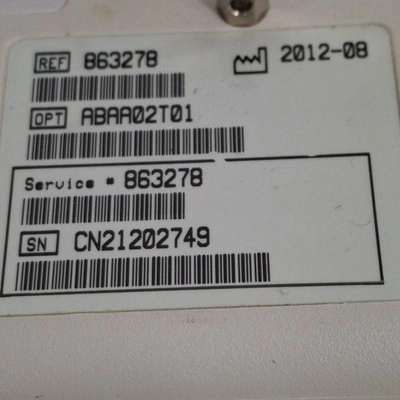 REF 863278 2012-08
OPT ABAA02T01
Service # 863278
SN CN21202749